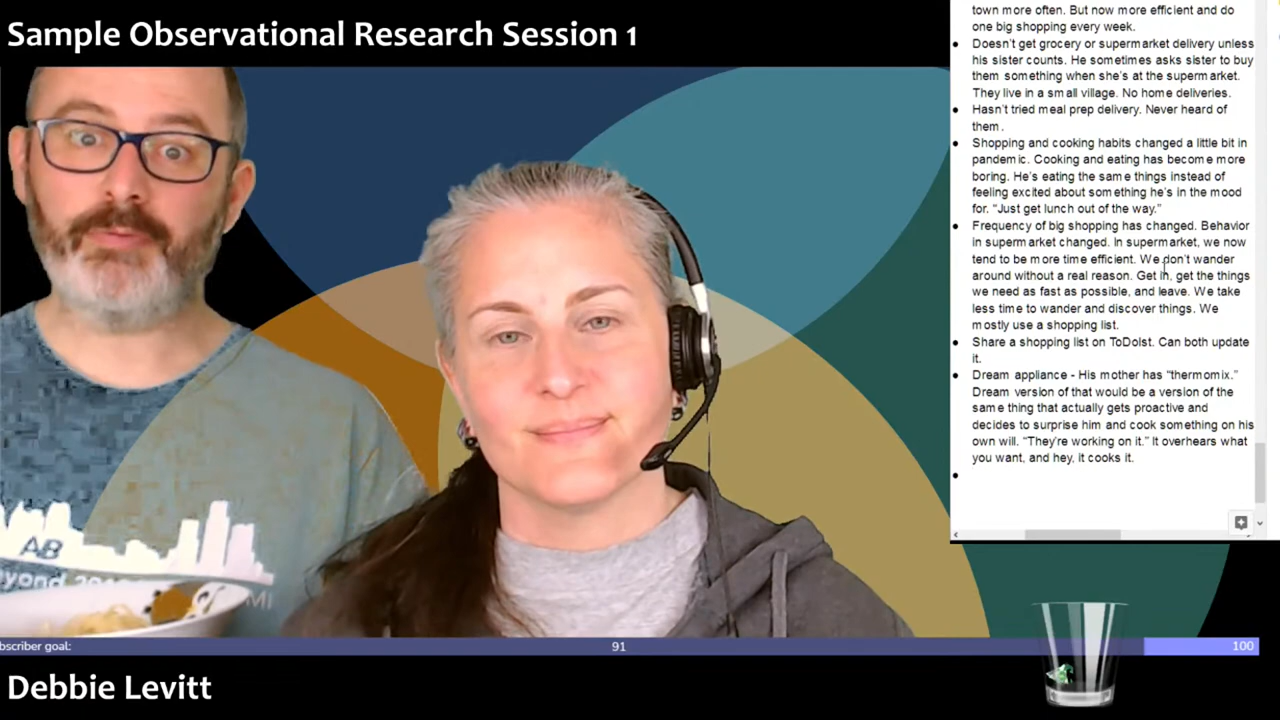 Sample Observational Research Session 1
town more often. But now more efficient and do
one big shopping every week.
Doesn't get grocery or supermarket delivery unless
his sister counts. He sometimes asks sister to buy
them something when she's at the supermarket.
They live in a small village. No home deliveries.
Hasn't tried meal prep delivery. Never heard of
them.
Shopping and cooking habits changed a little bit in
pandemic. Cooking and eating has become more
boring. He's eating the same things instead of
feeling excited about something he's in the mood
for. "Just get lunch out of the way."
Frequency of big shopping has changed. Behavior
in supermarket changed. In supermarket, we now
tend to be more time efficient. We don't wander
around without a real reason. Get in, get the things
we need as fast as possible, and leave. We take
less time to wander and discover things. We
mostly use a shopping list.
Share a shopping list on ToDoIst. Can both update
it.
Dream appliance - His mother has "thermomix."
Dream version of that would be a version of the
same thing that actually gets proactive and
decides to surprise him and cook something on his
own will. "They're working on it." It overhears what
you want, and hey, it cooks it.
AB
eyond
MI
bscriber goal:
91
100
Debbie Levitt